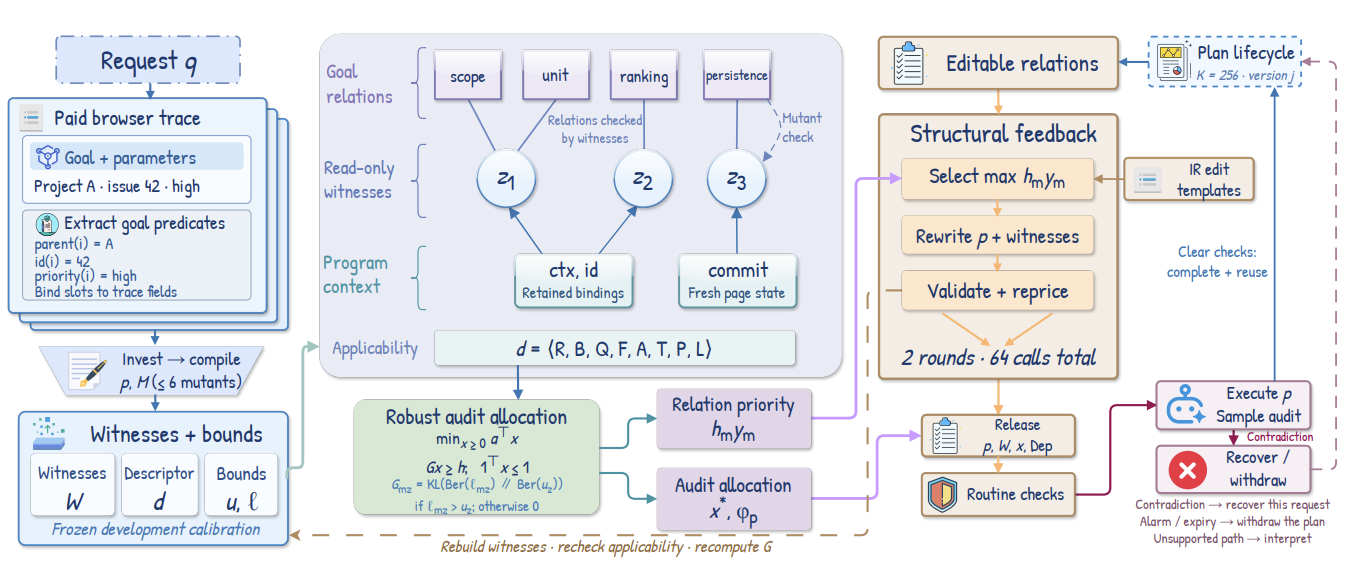 Request q
Paid browser trace
Goal + parameters
Project A · issue 42 · high
Extract goal predicates
parent(i) = A
id(i) = 42
priority(i) = high
Bind slots to trace fields
Invest → compile
p, M (≤ 6 mutants)
Witnesses + bounds
Witnesses
W
Descriptor
d
Bounds
u, ℓ
Frozen development calibration
Goal
relations
scope
unit
ranking
persistence
Relations checked
by witnesses
Mutant
check
Read-only
witnesses
z1
z2
z3
Program
context
ctx, id
Retained bindings
commit
Fresh page state
Applicability
d = ⟨R, B, Q, F, A, T, P, L⟩
Robust audit allocation
min_{x≥0} a⊤x
Gx ≥ h, 1⊤x ≤ 1
G_{mz} = KL(Ber(ℓ_{mz}) // Ber(u_z))
if ℓ_{mz} > u_z; otherwise 0
Relation priority
h_m y_m
Audit allocation
x*, φ_p
Rebuild witnesses · recheck applicability · recompute G
Editable relations
Structural feedback
Select max h_m y_m
Rewrite p + witnesses
Validate + reprice
2 rounds · 64 calls total
IR edit
templates
Release
p, W, x, Dep
Routine checks
Plan lifecycle
K = 256 · version j
Clear checks:
complete + reuse
Execute p
Sample audit
Contradiction
Recover /
withdraw
Contradiction → recover this request
Alarm / expiry → withdraw the plan
Unsupported path → interpret